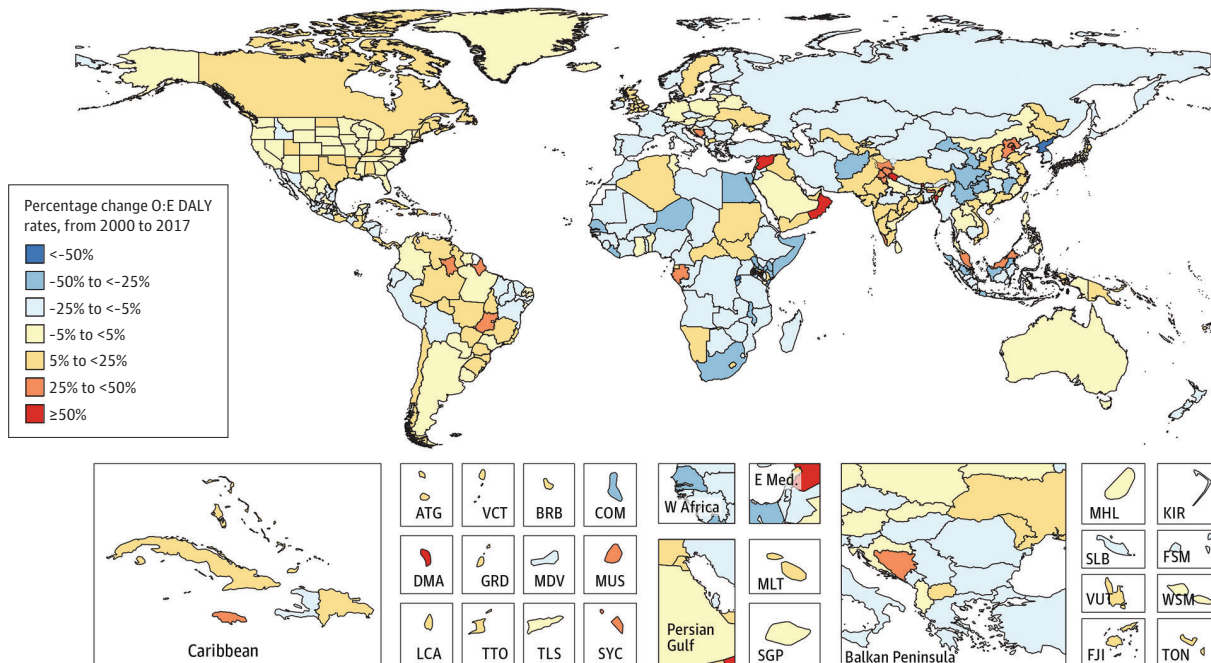 Percentage change O:E DALY
rates, from 2000 to 2017
<–50%
–50% to <–25%
–25% to <–5%
–5% to <5%
5% to <25%
25% to <50%
≥50%
Caribbean
ATG
VCT
BRB
COM
DMA
GRD
MDV
MUS
LCA
TTO
TLS
SYC
W Africa
E Med.
Persian
Gulf
MLT
SGP
Balkan Peninsula
MHL
KIR
SLB
FSM
VUT
WSM
FJI
TON